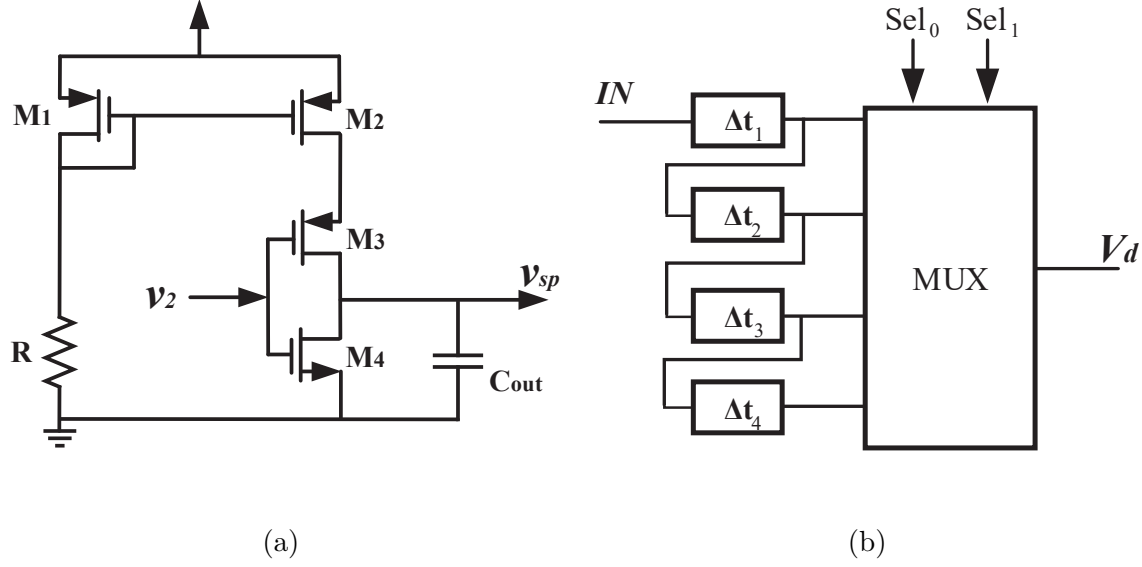 M1
M2
M3
v2
vsp
M4
R
Cout
(a)
Sel0 Sel1
IN
Δt1
Δt2
Vd
MUX
Δt3
Δt4
(b)